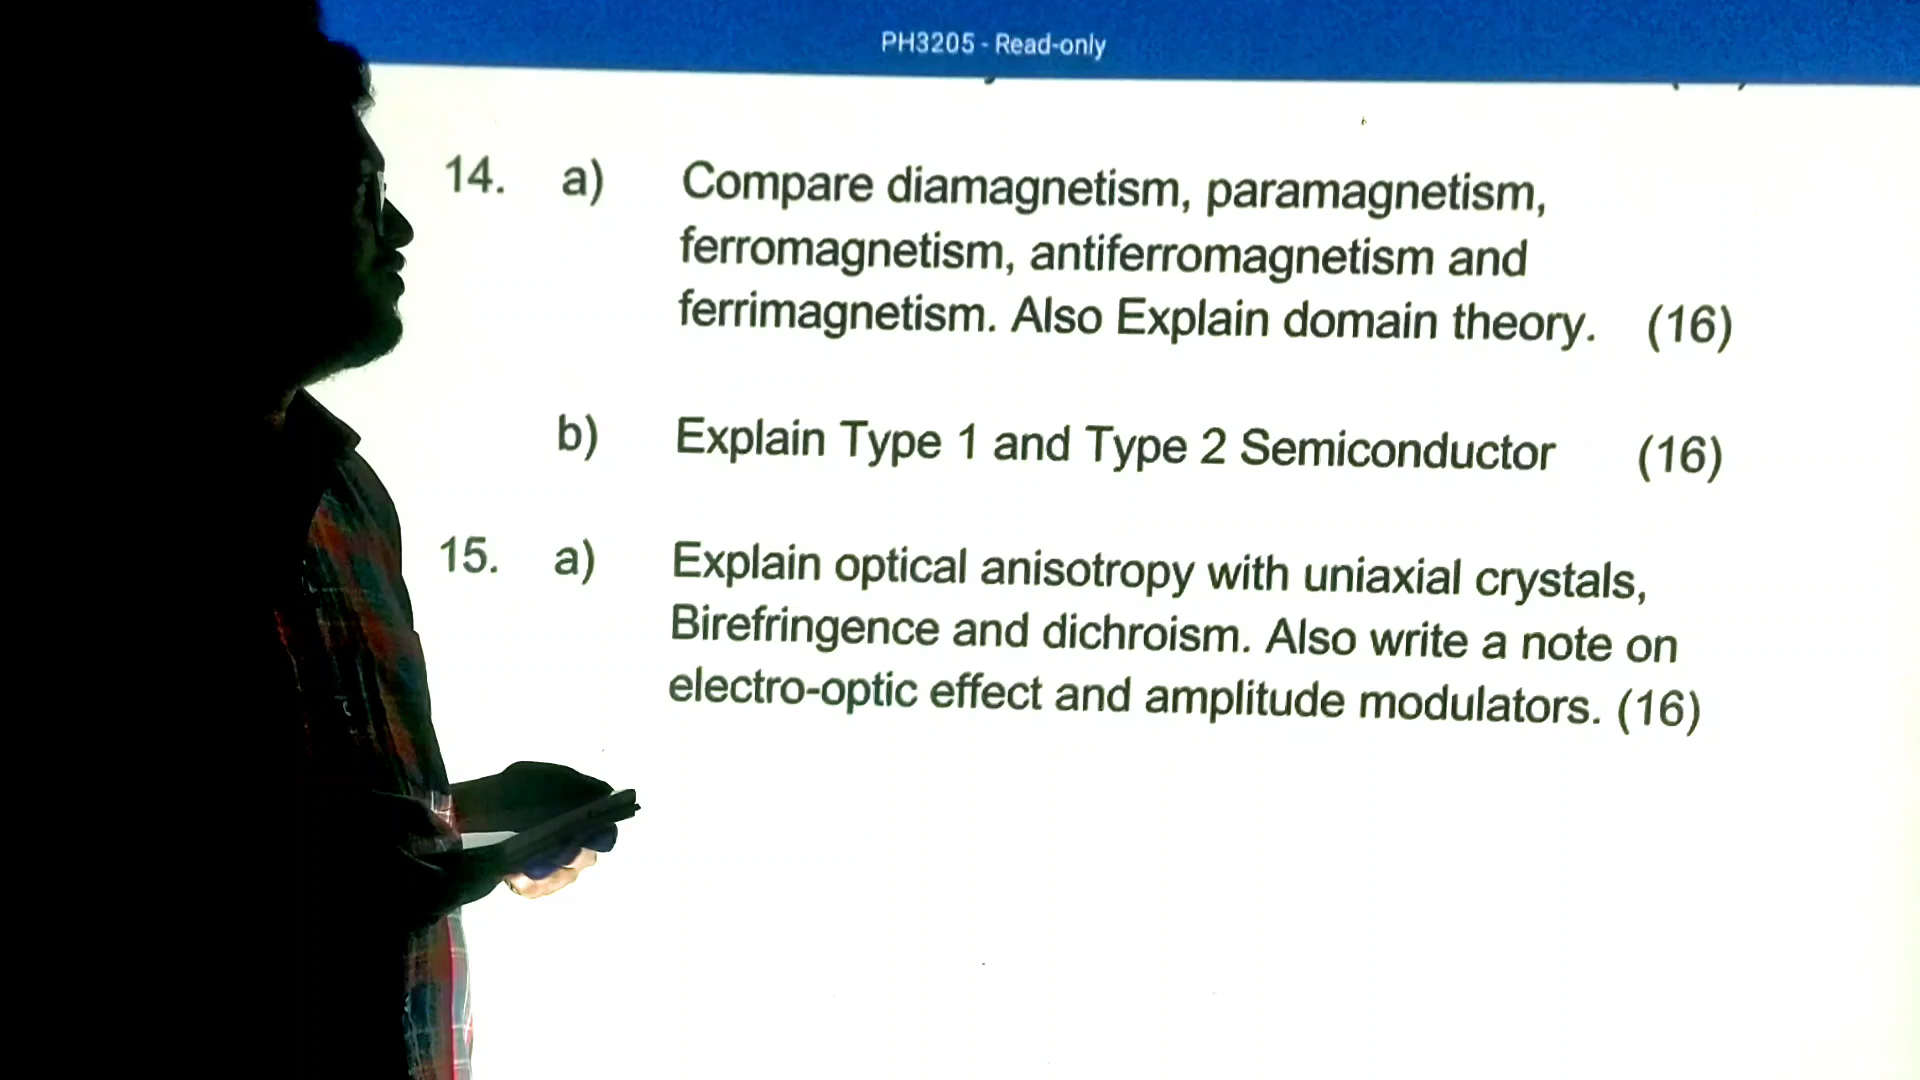 PH3205 - Read-only
14. a) Compare diamagnetism, paramagnetism,
ferromagnetism, antiferromagnetism and
ferrimagnetism. Also Explain domain theory. (16)
b) Explain Type 1 and Type 2 Semiconductor (16)
15. a) Explain optical anisotropy with uniaxial crystals,
Birefringence and dichroism. Also write a note on
electro-optic effect and amplitude modulators. (16)